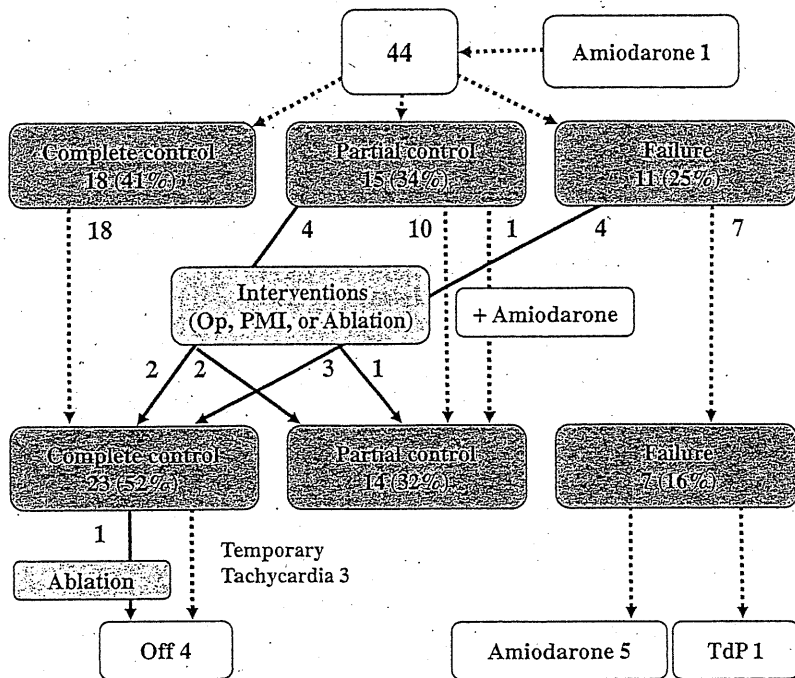 44
Amiodarone 1
Complete control
18 (41%)
Partial control
15 (34%)
Failure
11 (25%)
18
4
10
1
4
7
Interventions
(Op, PMI, or Ablation)
+ Amiodarone
2
2
3
1
Complete control
23 (52%)
Partial control
14 (32%)
Failure
7 (16%)
1
Temporary
Tachycardia 3
Ablation
Off 4
Amiodarone 5
TdP 1